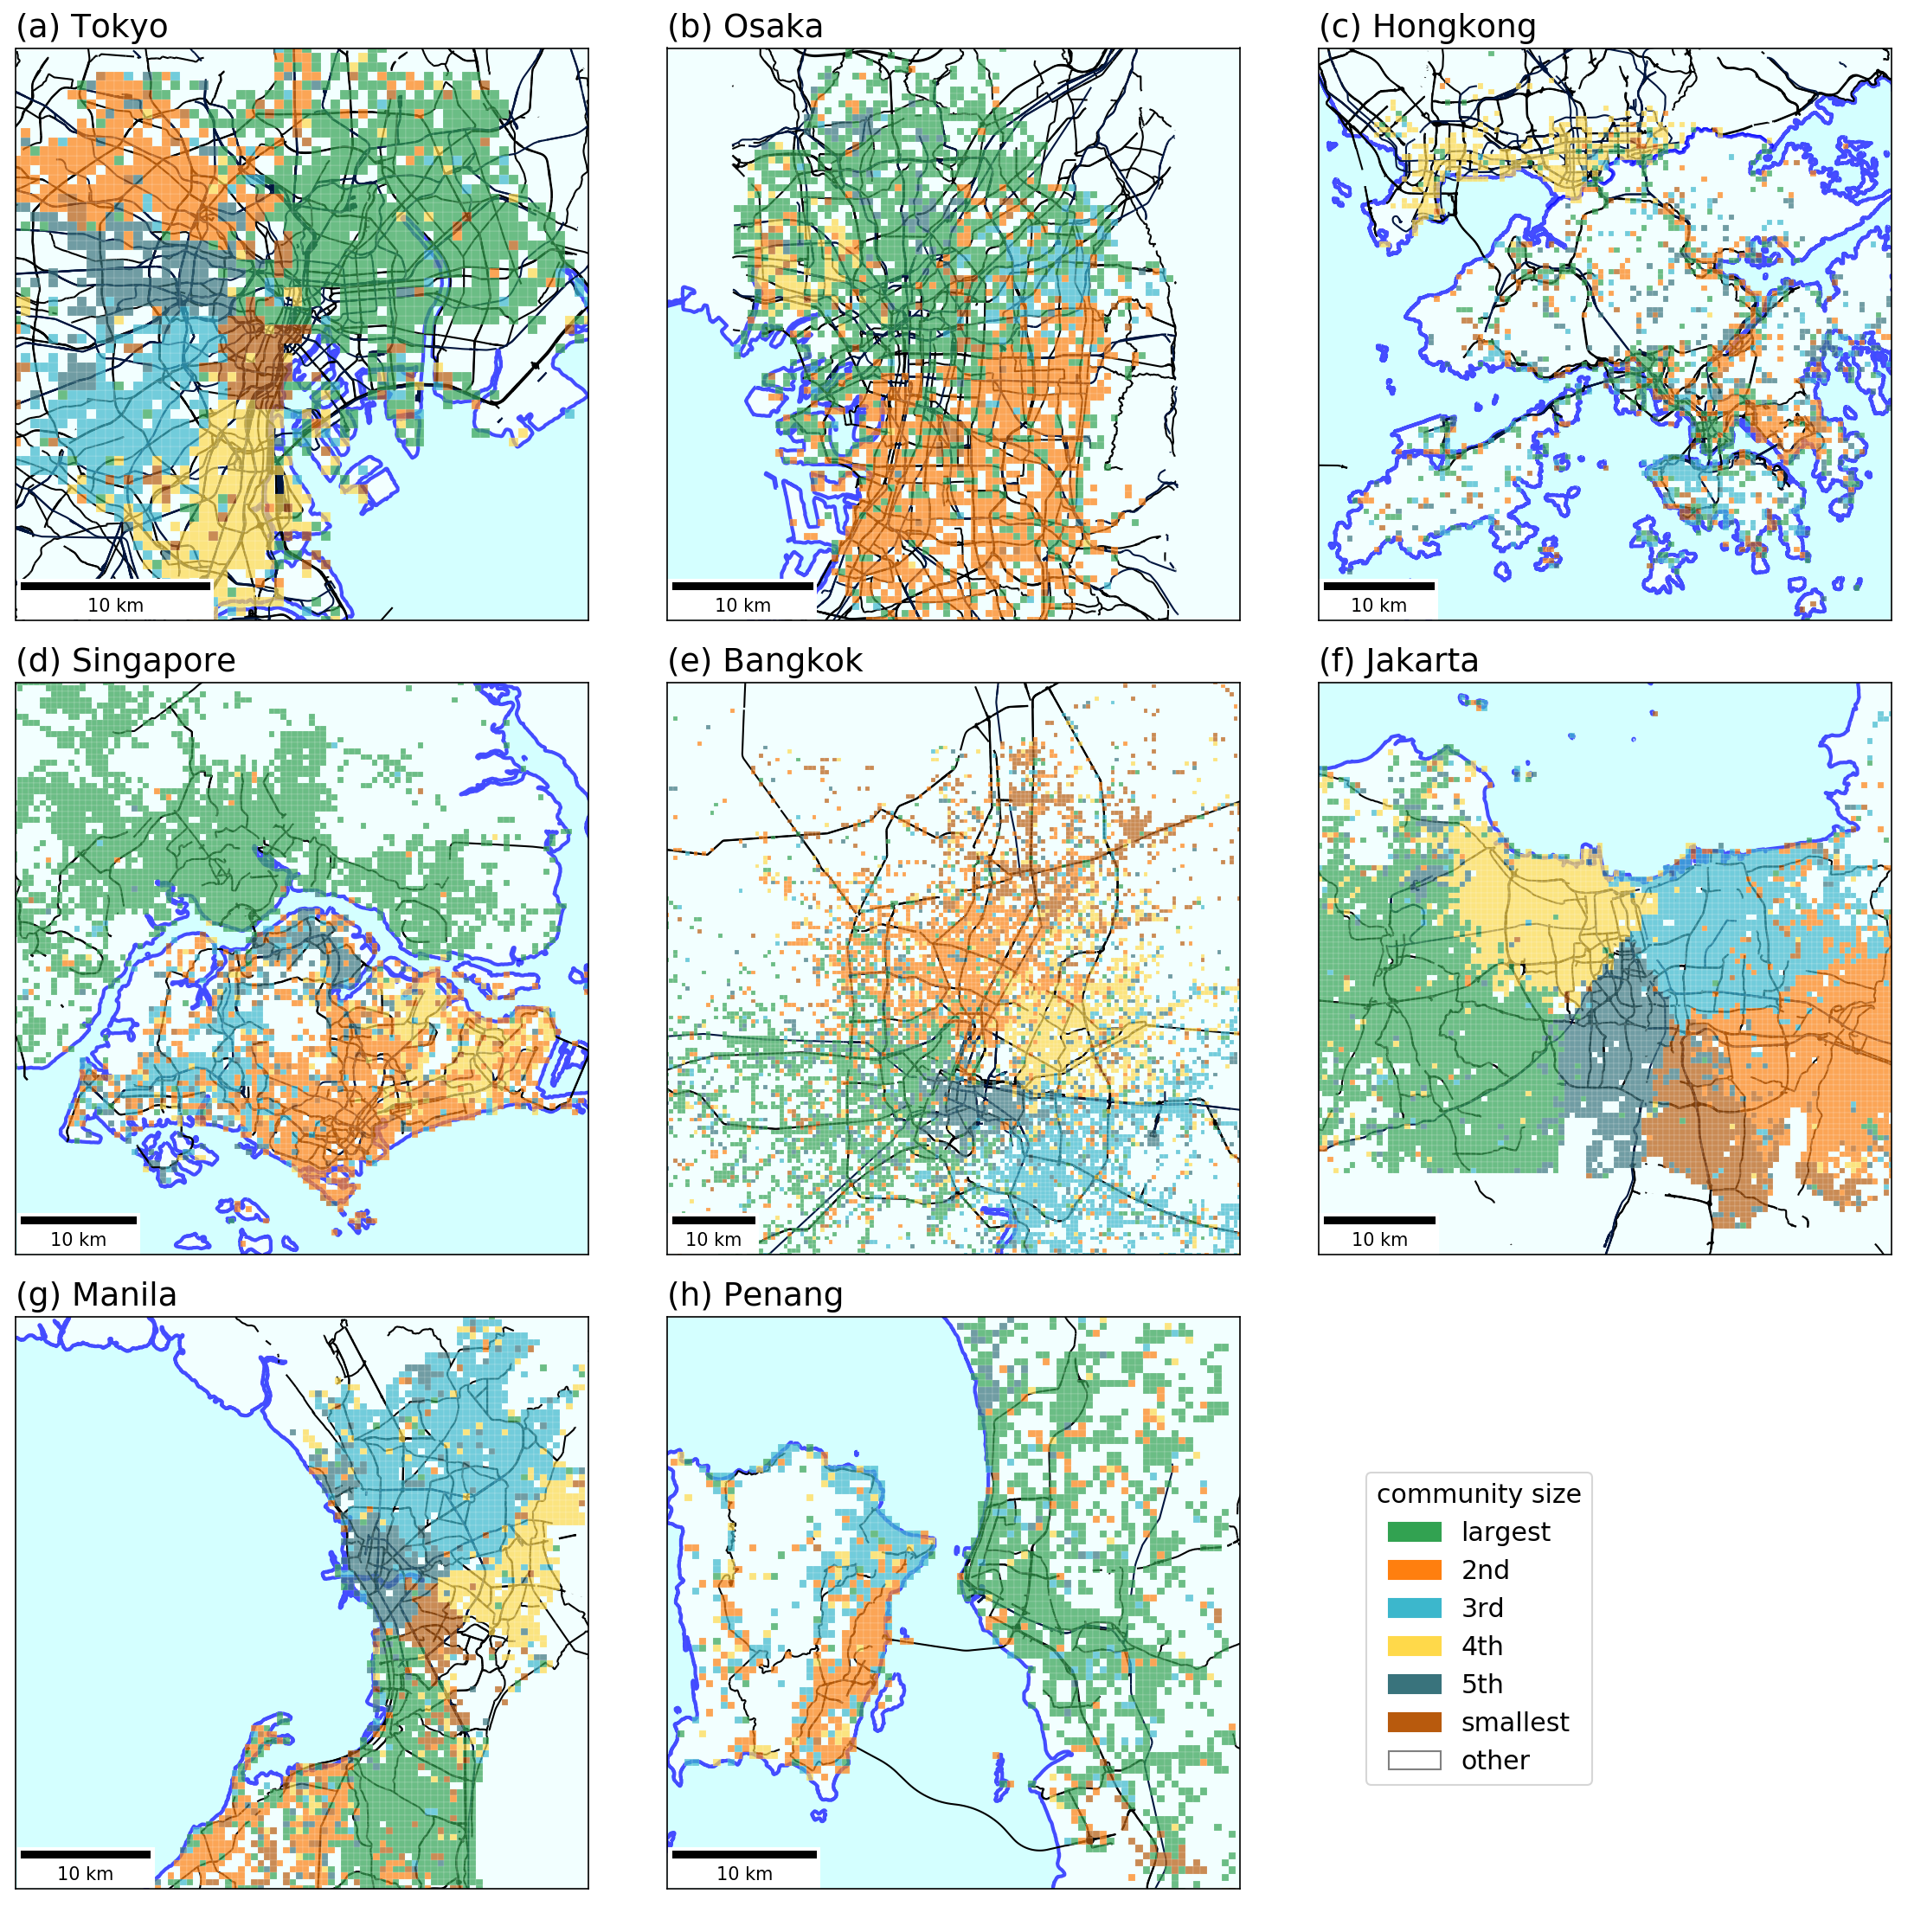 (a) Tokyo
10 km
(b) Osaka
10 km
(c) Hongkong
10 km
(d) Singapore
10 km
(e) Bangkok
10 km
(f) Jakarta
10 km
(g) Manila
10 km
(h) Penang
10 km
community size
largest
2nd
3rd
4th
5th
smallest
other